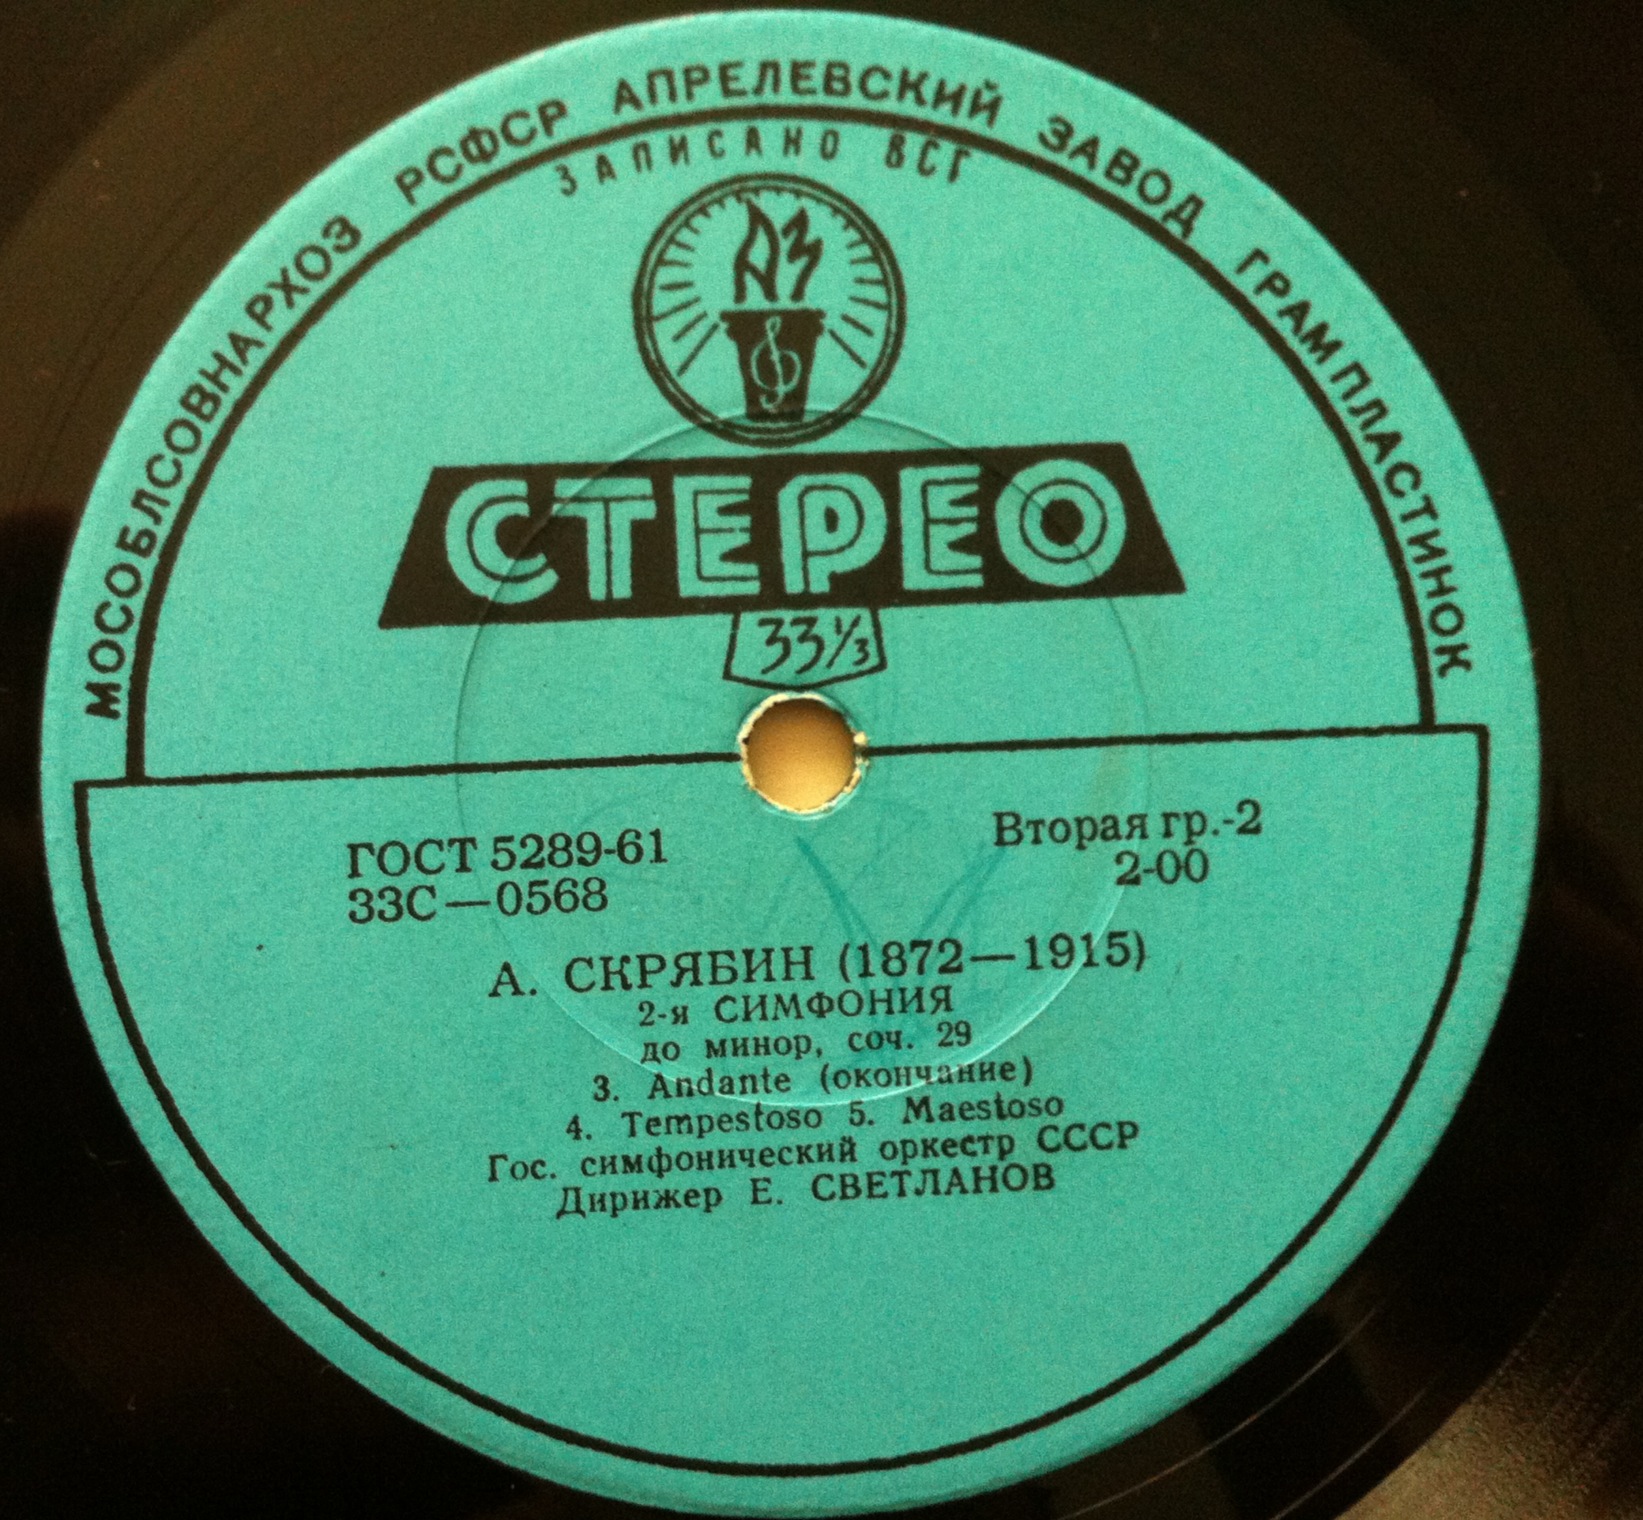 МОСОБЛСОВНАРХОЗ РСФСР АПРЕЛЕВСКИЙ ЗАВОД ГРАМПЛАСТИНОК
ЗАПИСАНО ВСГ
АЗ
СТЕРЕО
33⅓
ГОСТ 5289-61
33С—0568
Вторая гр.-2
2-00
А. СКРЯБИН (1872—1915)
2-я СИМФОНИЯ
до минор, соч. 29
3. Andante (окончание)
4. Tempestoso 5. Maestoso
Гос. симфонический оркестр СССР
Дирижер Е. СВЕТЛАНОВ